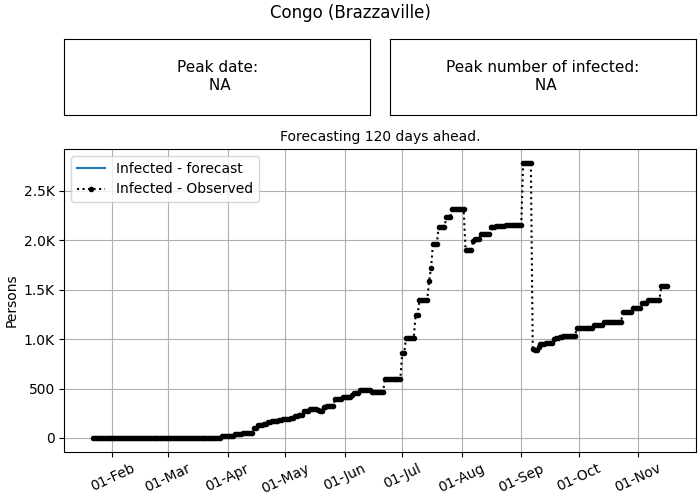 Congo (Brazzaville)
Peak date:
NA
Peak number of infected:
NA
Forecasting 120 days ahead.
Infected - forecast
Infected - Observed
Persons
2.5K
2.0K
1.5K
1.0K
500
0
01-Feb
01-Mar
01-Apr
01-May
01-Jun
01-Jul
01-Aug
01-Sep
01-Oct
01-Nov